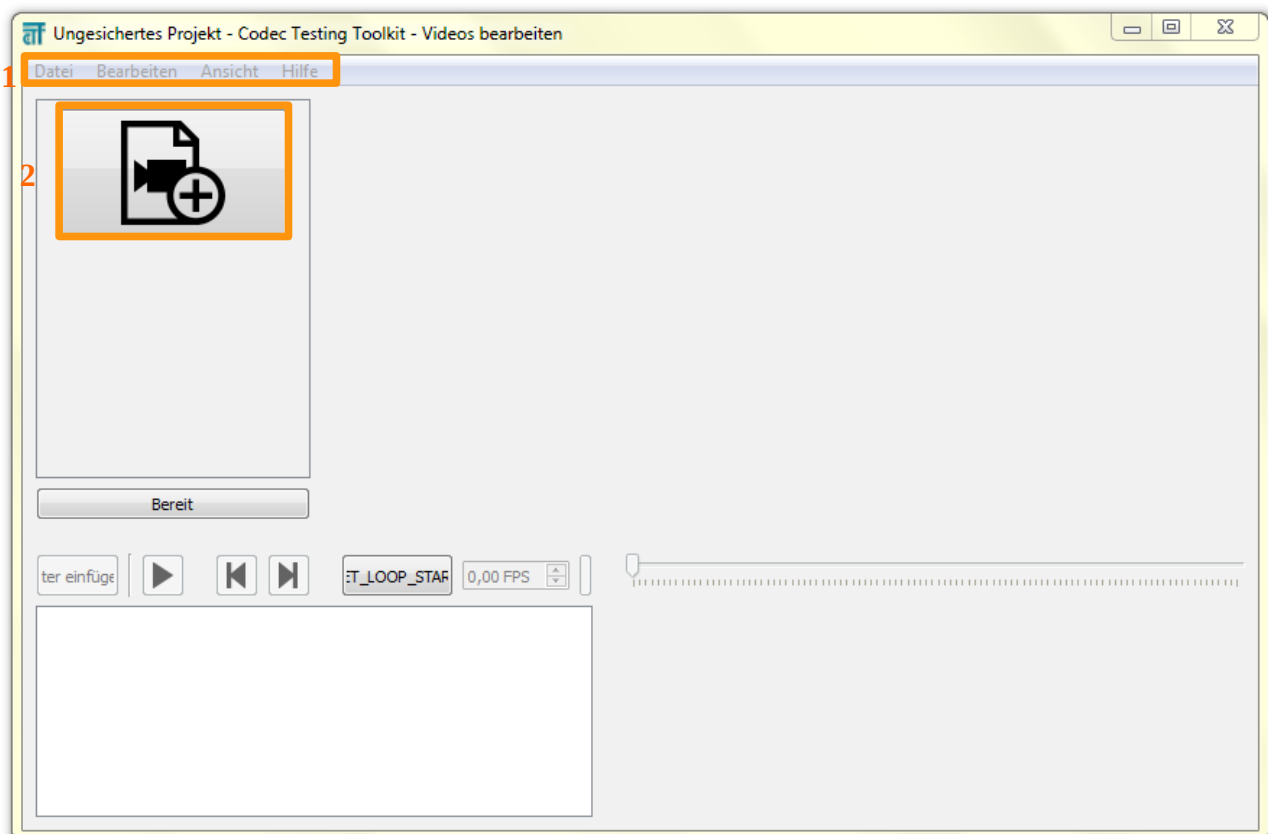 Ungesichertes Projekt - Codec Testing Toolkit - Videos bearbeiten
1
Datei Bearbeiten Ansicht Hilfe
2
Bereit
ter einfüge ET_LOOP_STAR 0,00 FPS